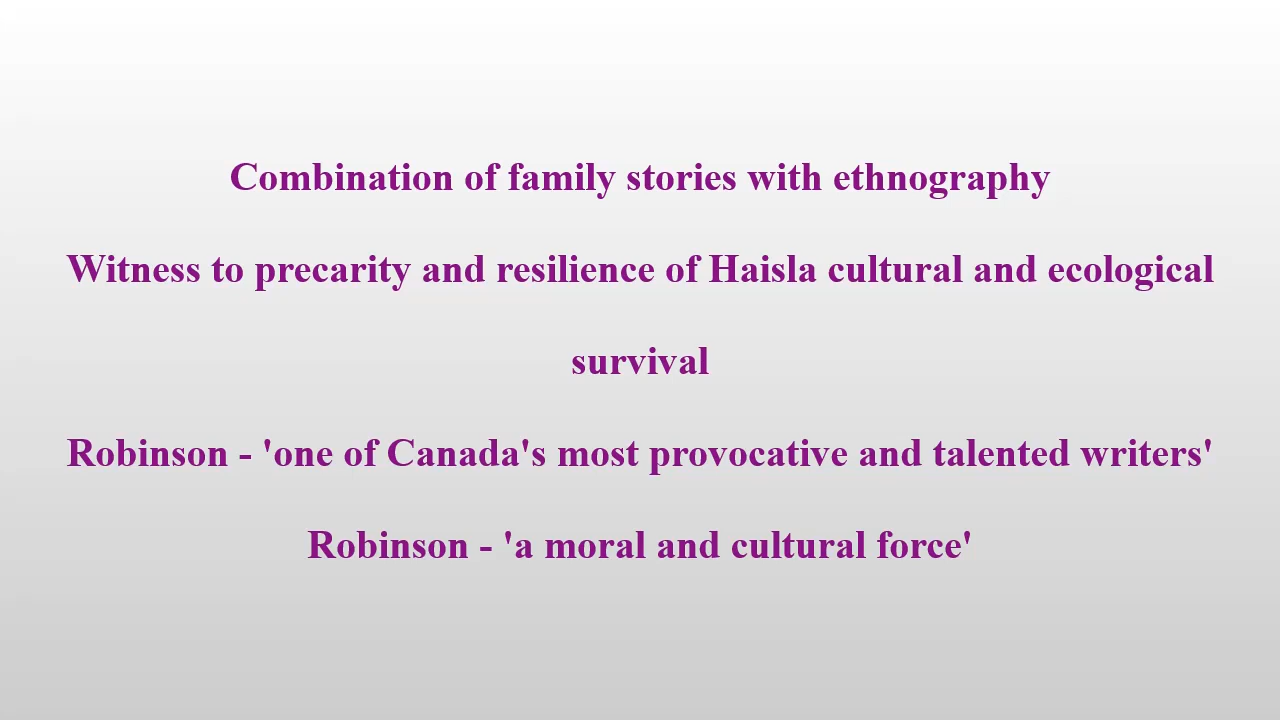 Combination of family stories with ethnography
Witness to precarity and resilience of Haisla cultural and ecological
survival
Robinson - 'one of Canada's most provocative and talented writers'
Robinson - 'a moral and cultural force'